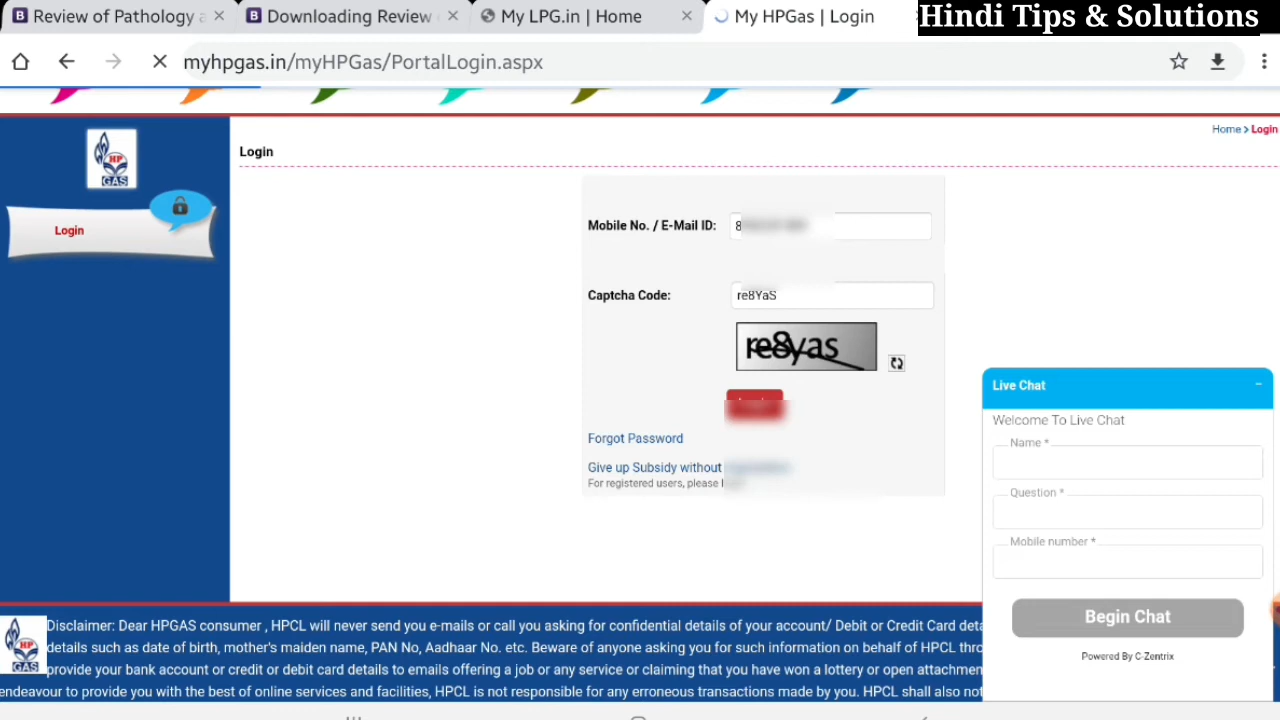 Review of Pathology a
Downloading Review
My LPG.in | Home
My HPGas | Login
Hindi Tips & Solutions
myhpgas.in/myHPGas/PortalLogin.aspx
Home > Login
HP
GAS
Login
Login
Mobile No. / E-Mail ID:
8
Captcha Code:
re8YaS
re8yas
Forgot Password
Give up Subsidy without
For registered users, please
Live Chat
Welcome To Live Chat
Name *
Question *
Mobile number *
Begin Chat
Powered By C-Zentrix
HP
GAS
Disclaimer: Dear HPGAS consumer , HPCL will never send you e-mails or call you asking for confidential details of your account/ Debit or Credit Card deta
details such as date of birth, mother's maiden name, PAN No, Aadhaar No. etc. Beware of anyone asking you for such information on behalf of HPCL thro
provide your bank account or credit or debit card details to emails offering a job or any service or claiming that you have won a lottery or open attachmen
endeavour to provide you with the best of online services and facilities, HPCL is not responsible for any erroneous transactions made by you. HPCL shall also not